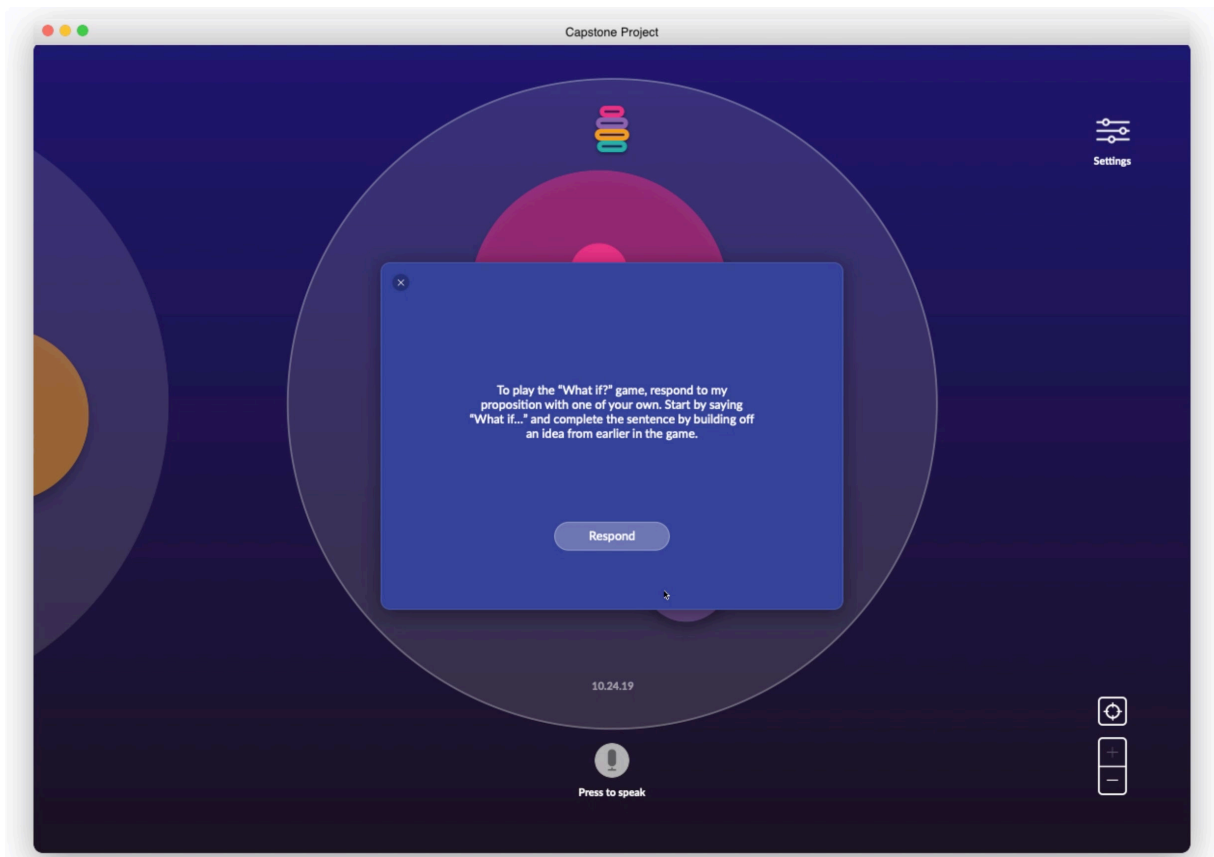 Capstone Project
Settings
To play the “What if?” game, respond to my
proposition with one of your own. Start by saying
“What if...” and complete the sentence by building off
an idea from earlier in the game.
Respond
10.24.19
Press to speak